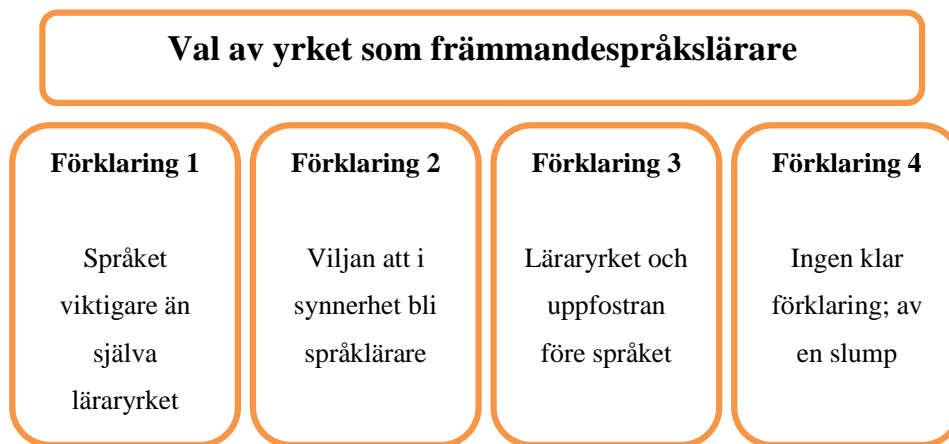 Val av yrket som främmandespråkslärare
Förklaring 1
Språket
viktigare än
själva
läraryrket
Förklaring 2
Viljan att i
synnerhet bli
språklärare
Förklaring 3
Läraryrket och
uppfostran
före språket
Förklaring 4
Ingen klar
förklaring; av
en slump